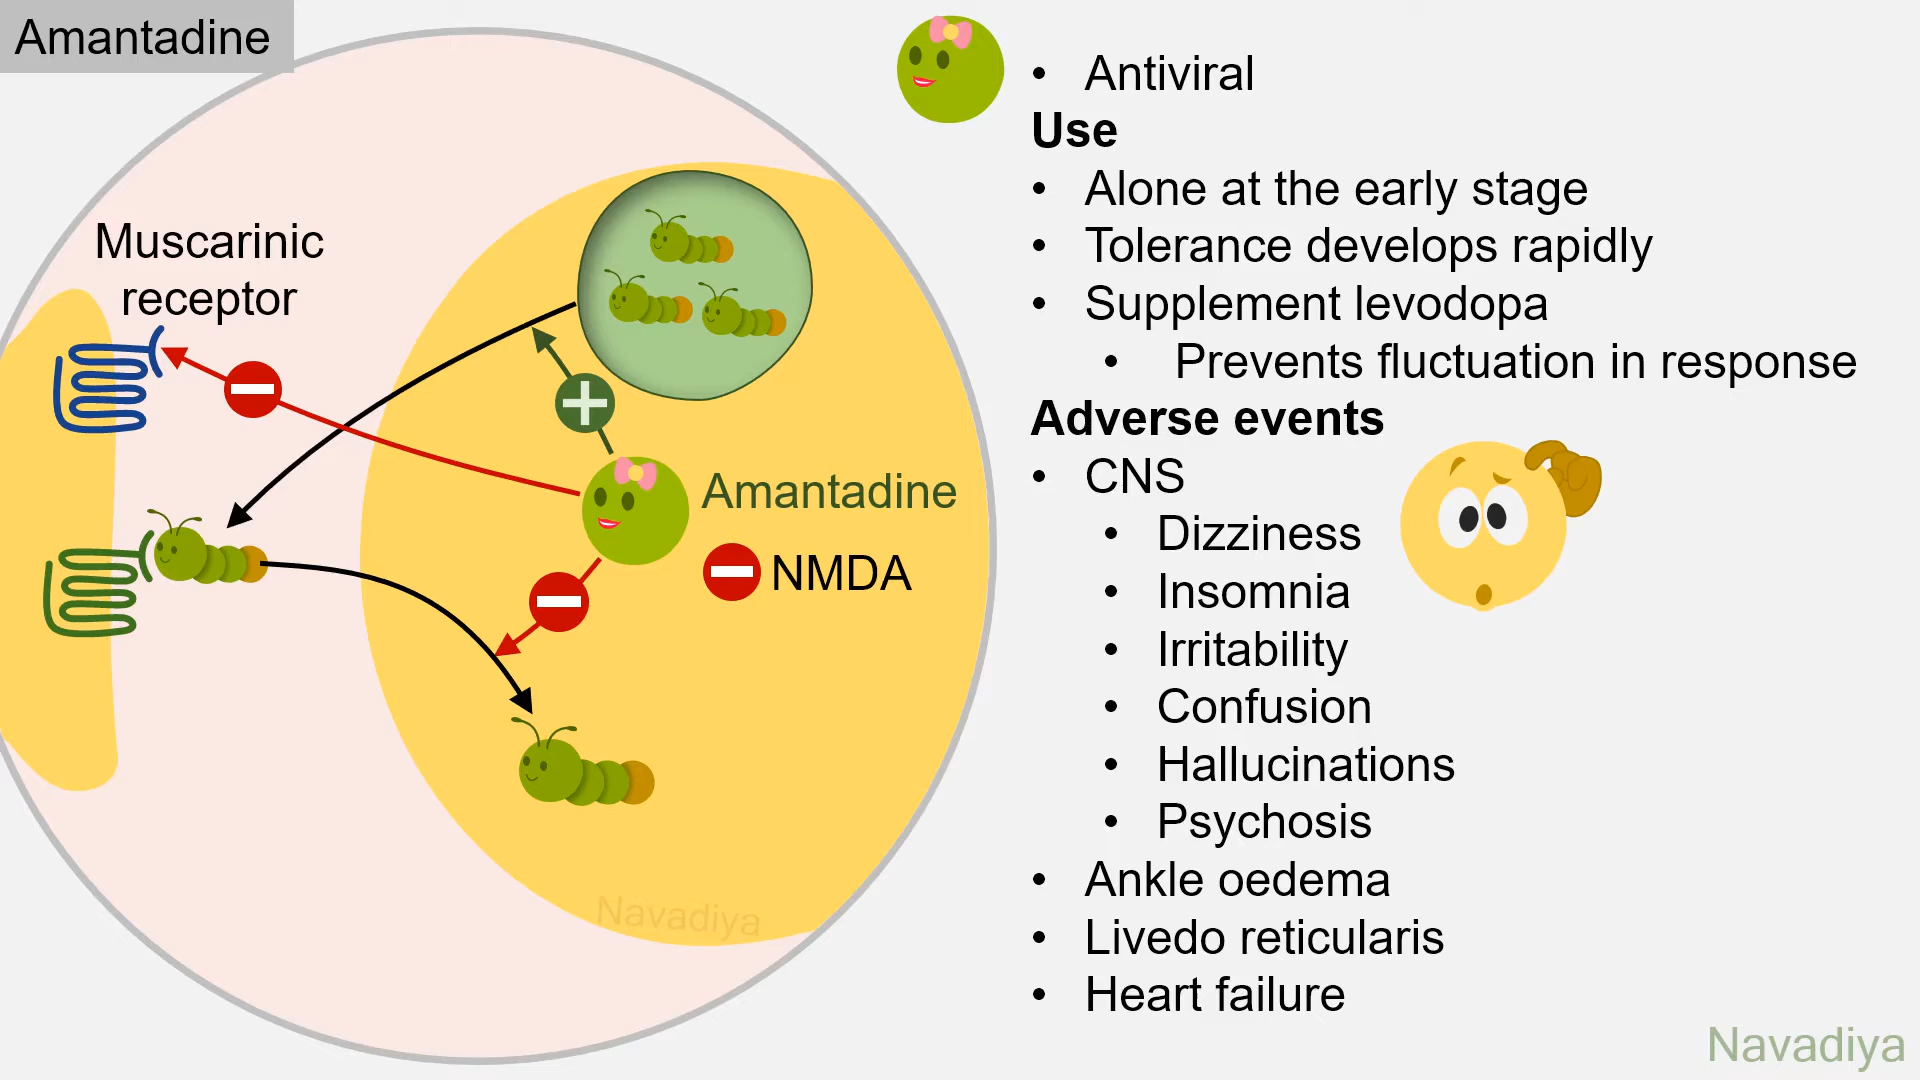 Amantadine
Muscarinic
receptor
Amantadine
NMDA
Navadiya
• Antiviral
Use
• Alone at the early stage
• Tolerance develops rapidly
• Supplement levodopa
• Prevents fluctuation in response
Adverse events
• CNS
• Dizziness
• Insomnia
• Irritability
• Confusion
• Hallucinations
• Psychosis
• Ankle oedema
• Livedo reticularis
• Heart failure
Navadiya